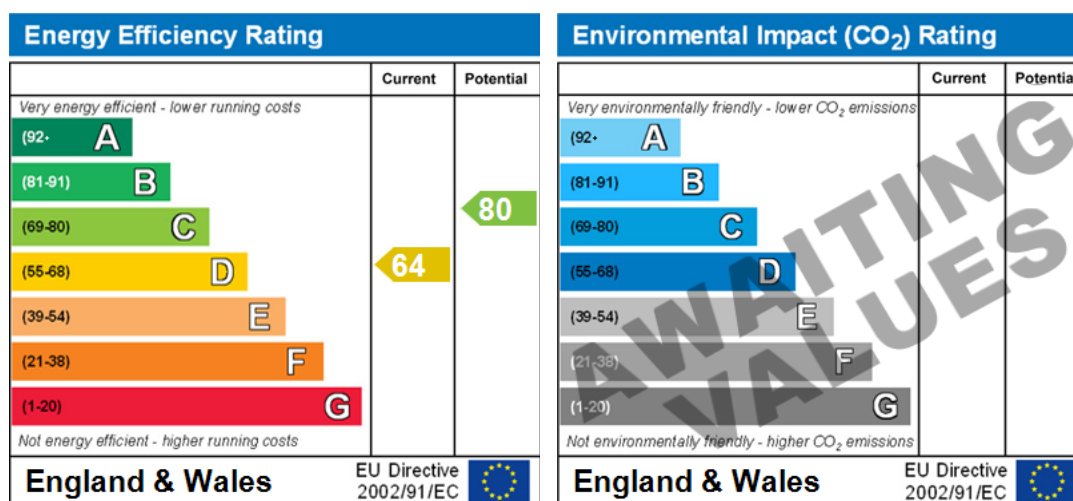 Energy Efficiency Rating
Current Potential
Very energy efficient - lower running costs
(92+ A
(81-91) B
80
(69-80) C
(55-68) D
64
(39-54) E
(21-38) F
(1-20) G
Not energy efficient - higher running costs
England & Wales
EU Directive
2002/91/EC
Environmental Impact (CO₂) Rating
Current Potentia
Very environmentally friendly - lower CO₂ emissions
(92+ A
(81-91) B
(69-80) C
(55-68) D
(39-54) E
(21-38) F
(1-20) G
AWAITING
VALUES
Not environmentally friendly - higher CO₂ emissions
England & Wales
EU Directive
2002/91/EC